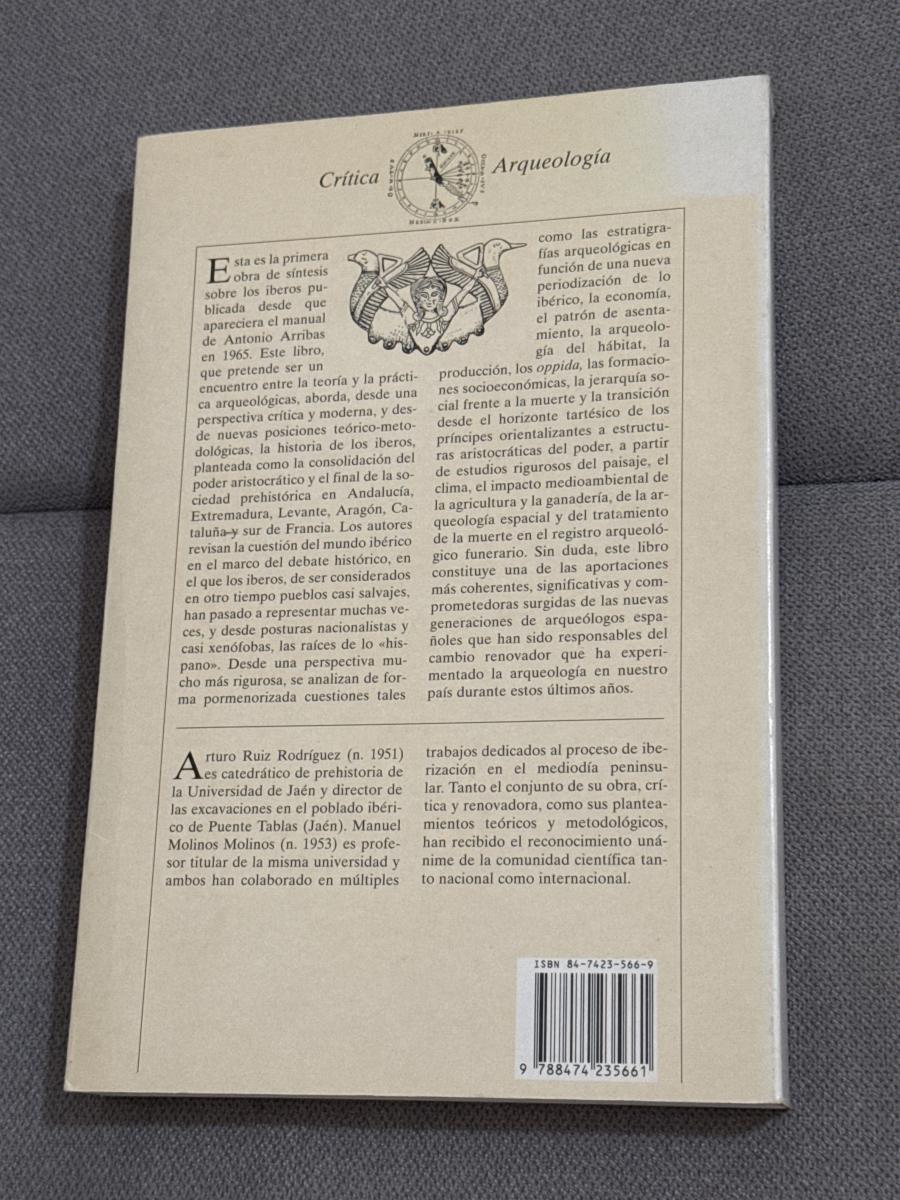 Crítica
Arqueología
Esta es la primera
obra de síntesis
sobre los iberos pu-
blicada desde que
apareciera el manual
de Antonio Arribas
en 1965. Este libro,
que pretende ser un
encuentro entre la teoría y la prácti-
ca arqueológicas, aborda, desde una
perspectiva crítica y moderna, y des-
de nuevas posiciones teórico-meto-
dológicas, la historia de los iberos,
planteada como la consolidación del
poder aristocrático y el final de la so-
ciedad prehistórica en Andalucía,
Extremadura, Levante, Aragón, Ca-
taluña y sur de Francia. Los autores
revisan la cuestión del mundo ibérico
en el marco del debate histórico, en
el que los iberos, de ser considerados
en otro tiempo pueblos casi salvajes,
han pasado a representar muchas ve-
ces, y desde posturas nacionalistas y
casi xenófobas, las raíces de lo «his-
pano». Desde una perspectiva mu-
cho más rigurosa, se analizan de for-
ma pormenorizada cuestiones tales
como las estratigra-
fías arqueológicas en
función de una nueva
periodización de lo
ibérico, la economía,
el patrón de asenta-
miento, la arqueolo-
gía del hábitat, la
producción, los oppida, las formacio-
nes socioeconómicas, la jerarquía so-
cial frente a la muerte y la transición
desde el horizonte tartésico de los
príncipes orientalizantes a estructu-
ras aristocráticas del poder, a partir
de estudios rigurosos del paisaje, el
clima, el impacto medioambiental de
la agricultura y la ganadería, de la ar-
queología espacial y del tratamiento
de la muerte en el registro arqueoló-
gico funerario. Sin duda, este libro
constituye una de las aportaciones
más coherentes, significativas y com-
prometedoras surgidas de las nuevas
generaciones de arqueólogos espa-
ñoles que han sido responsables del
cambio renovador que ha experi-
mentado la arqueología en nuestro
país durante estos últimos años.
Arturo Ruiz Rodríguez (n. 1951)
es catedrático de prehistoria de
la Universidad de Jaén y director de
las excavaciones en el poblado ibéri-
co de Puente Tablas (Jaén). Manuel
Molinos Molinos (n. 1953) es profe-
sor titular de la misma universidad y
ambos han colaborado en múltiples
trabajos dedicados al proceso de ibe-
rización en el mediodía peninsu-
lar. Tanto el conjunto de su obra, crí-
tica y renovadora, como sus plantea-
mientos teóricos y metodológicos,
han recibido el reconocimiento uná-
nime de la comunidad científica tan-
to nacional como internacional.
ISBN 84-7423-566-9
9 788474 235661